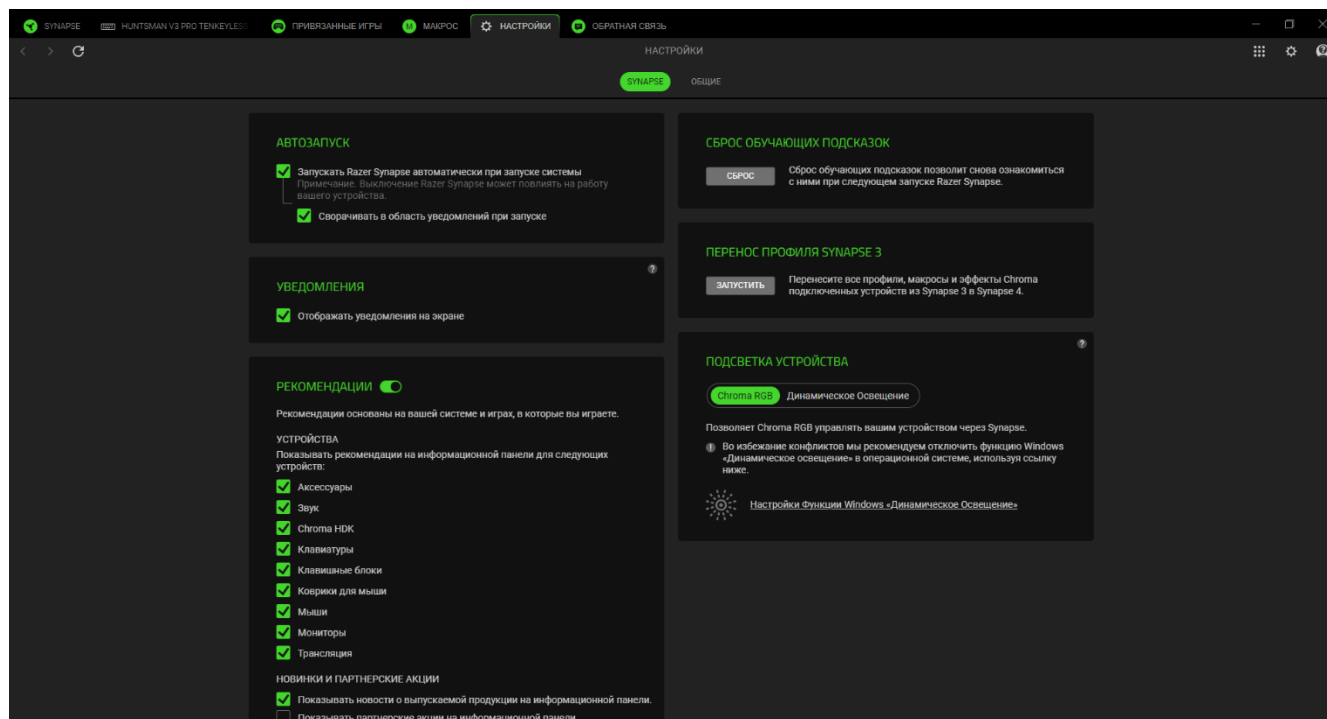 SYNAPSE
HUNTSMAN V3 PRO TENKEYLESS
ПРИВЯЗАННЫЕ ИГРЫ
МАКРОС
НАСТРОЙКИ
ОБРАТНАЯ СВЯЗЬ
НАСТРОЙКИ
SYNAPSE
ОБЩИЕ
АВТОЗАПУСК
Запускать Razer Synapse автоматически при запуске системы
Примечание. Выключение Razer Synapse может повлиять на работу
вашего устройства.
Сворачивать в область уведомлений при запуске
УВЕДОМЛЕНИЯ
Отображать уведомления на экране
РЕКОМЕНДАЦИИ
Рекомендации основаны на вашей системе и играх, в которые вы играете.
УСТРОЙСТВА
Показывать рекомендации на информационной панели для следующих
устройств:
Аксессуары
Звук
Chroma HDK
Клавиатуры
Клавишные блоки
Коврики для мыши
Мыши
Мониторы
Трансляция
НОВИНКИ И ПАРТНЕРСКИЕ АКЦИИ
Показывать новости о выпускаемой продукции на информационной панели.
Показывать партнерские акции на информационной панели
СБРОС ОБУЧАЮЩИХ ПОДСКАЗОК
СБРОС
Сброс обучающих подсказок позволит снова ознакомиться
с ними при следующем запуске Razer Synapse.
ПЕРЕНОС ПРОФИЛЯ SYNAPSE 3
ЗАПУСТИТЬ
Перенесите все профили, макросы и эффекты Chroma
подключенных устройств из Synapse 3 в Synapse 4.
ПОДСВЕТКА УСТРОЙСТВА
Chroma RGB
Динамическое Освещение
Позволяет Chroma RGB управлять вашим устройством через Synapse.
Во избежание конфликтов мы рекомендуем отключить функцию Windows
«Динамическое освещение» в операционной системе, используя ссылку
ниже.
Настройки Функции Windows «Динамическое Освещение»